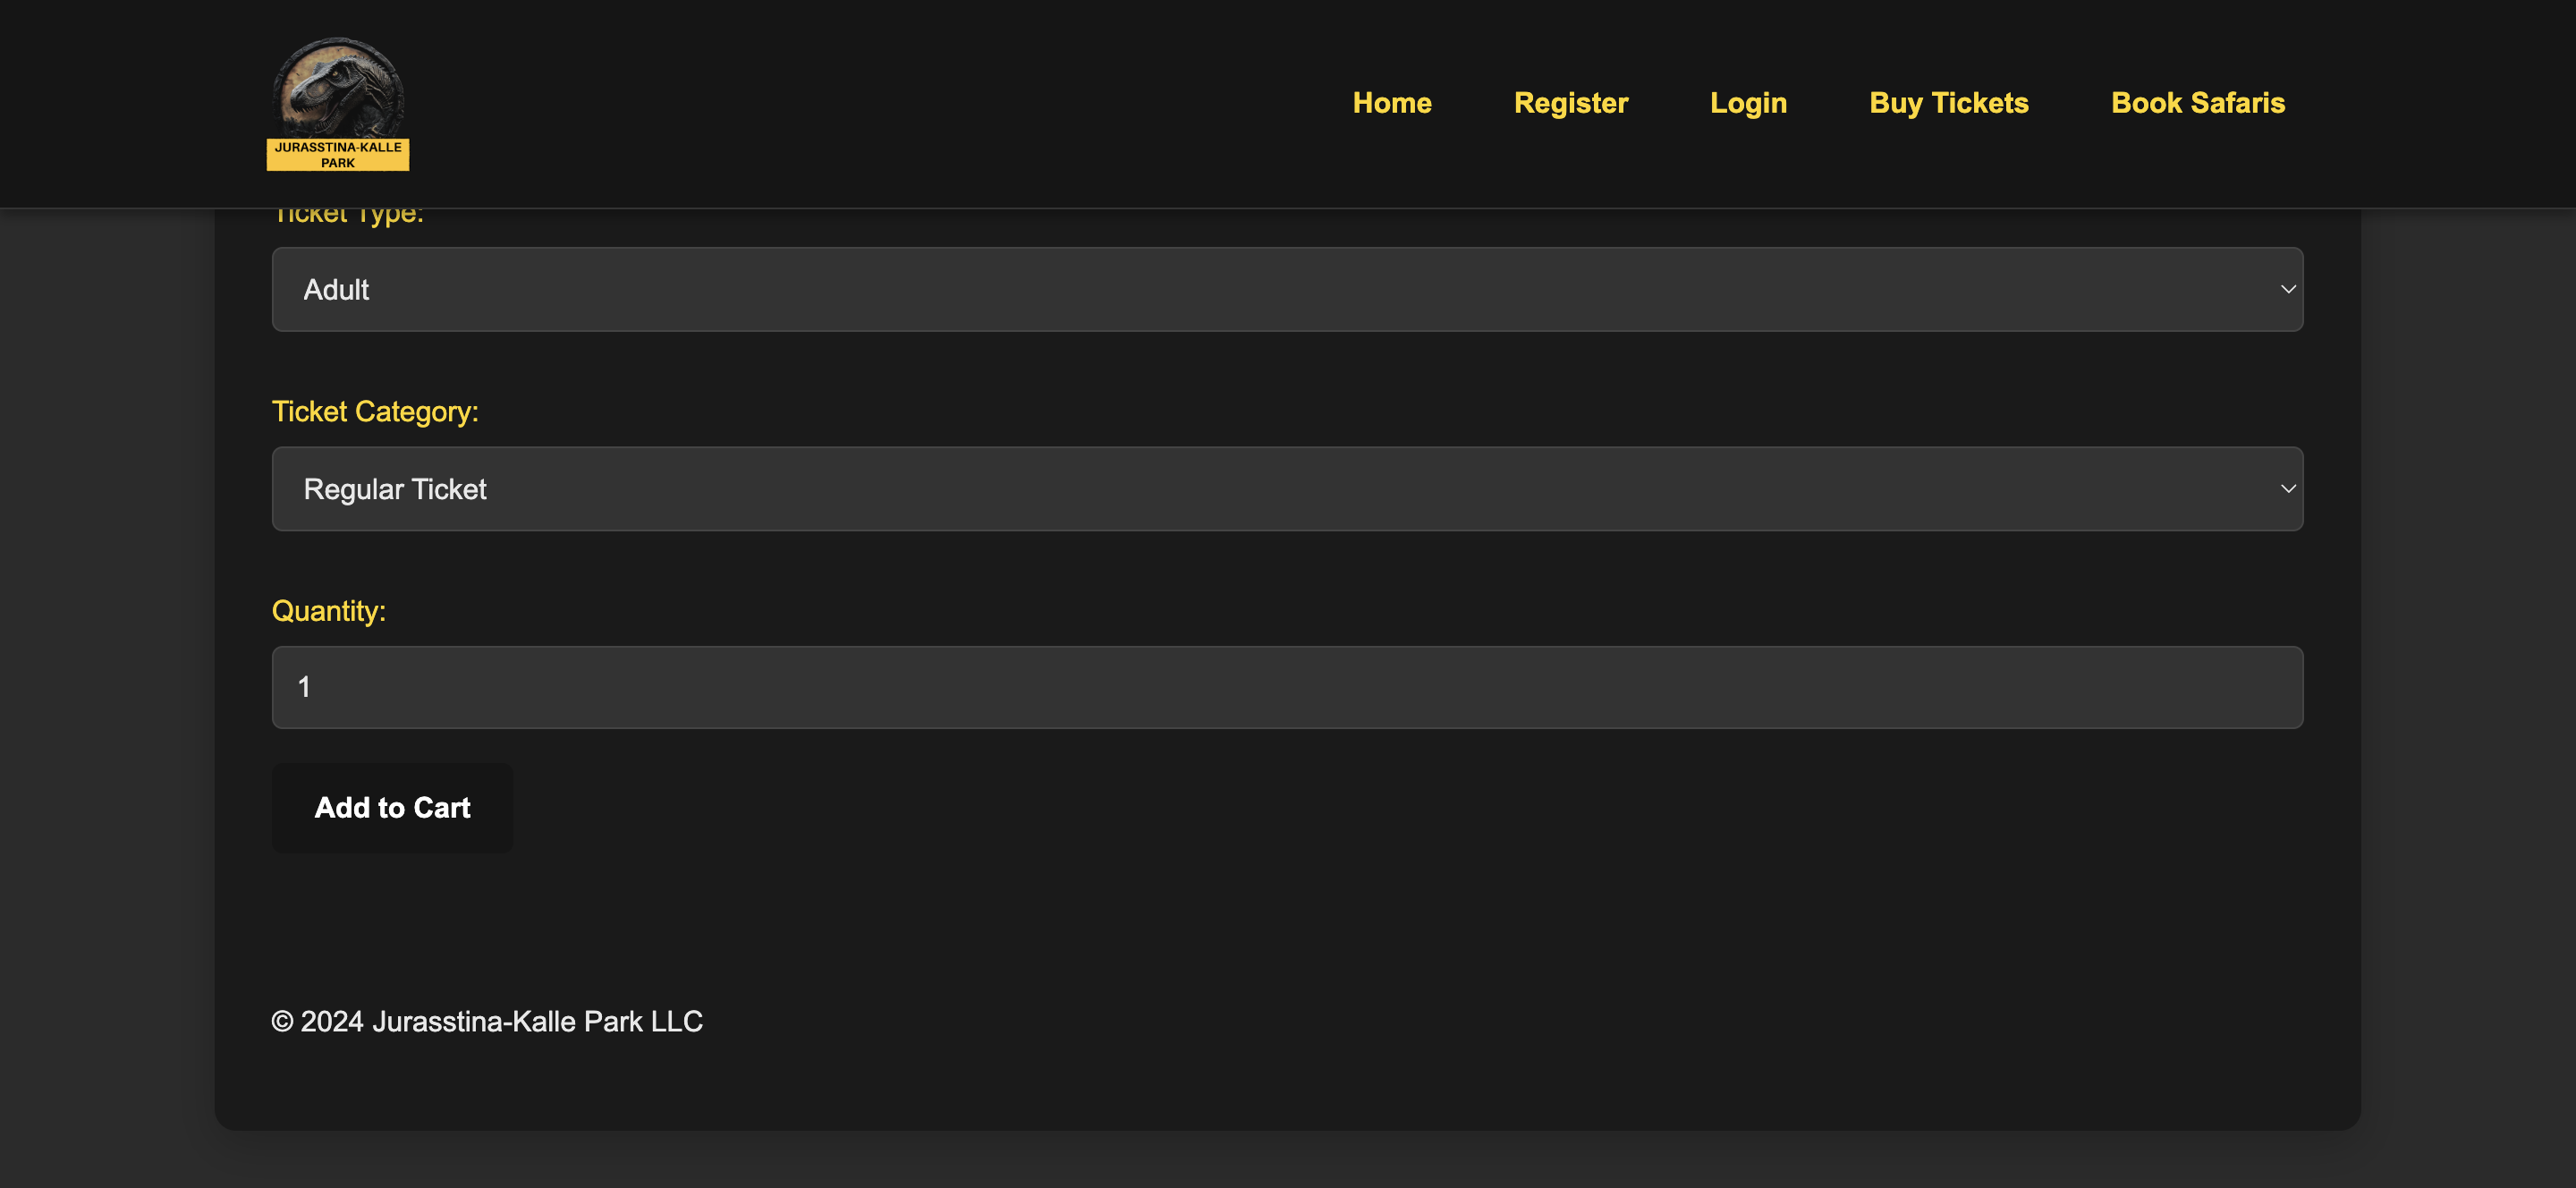 JURASSTINA-KALLE
PARK
Home Register Login Buy Tickets Book Safaris
Ticket Type:
Adult
Ticket Category:
Regular Ticket
Quantity:
1
Add to Cart
© 2024 Jurasstina-Kalle Park LLC